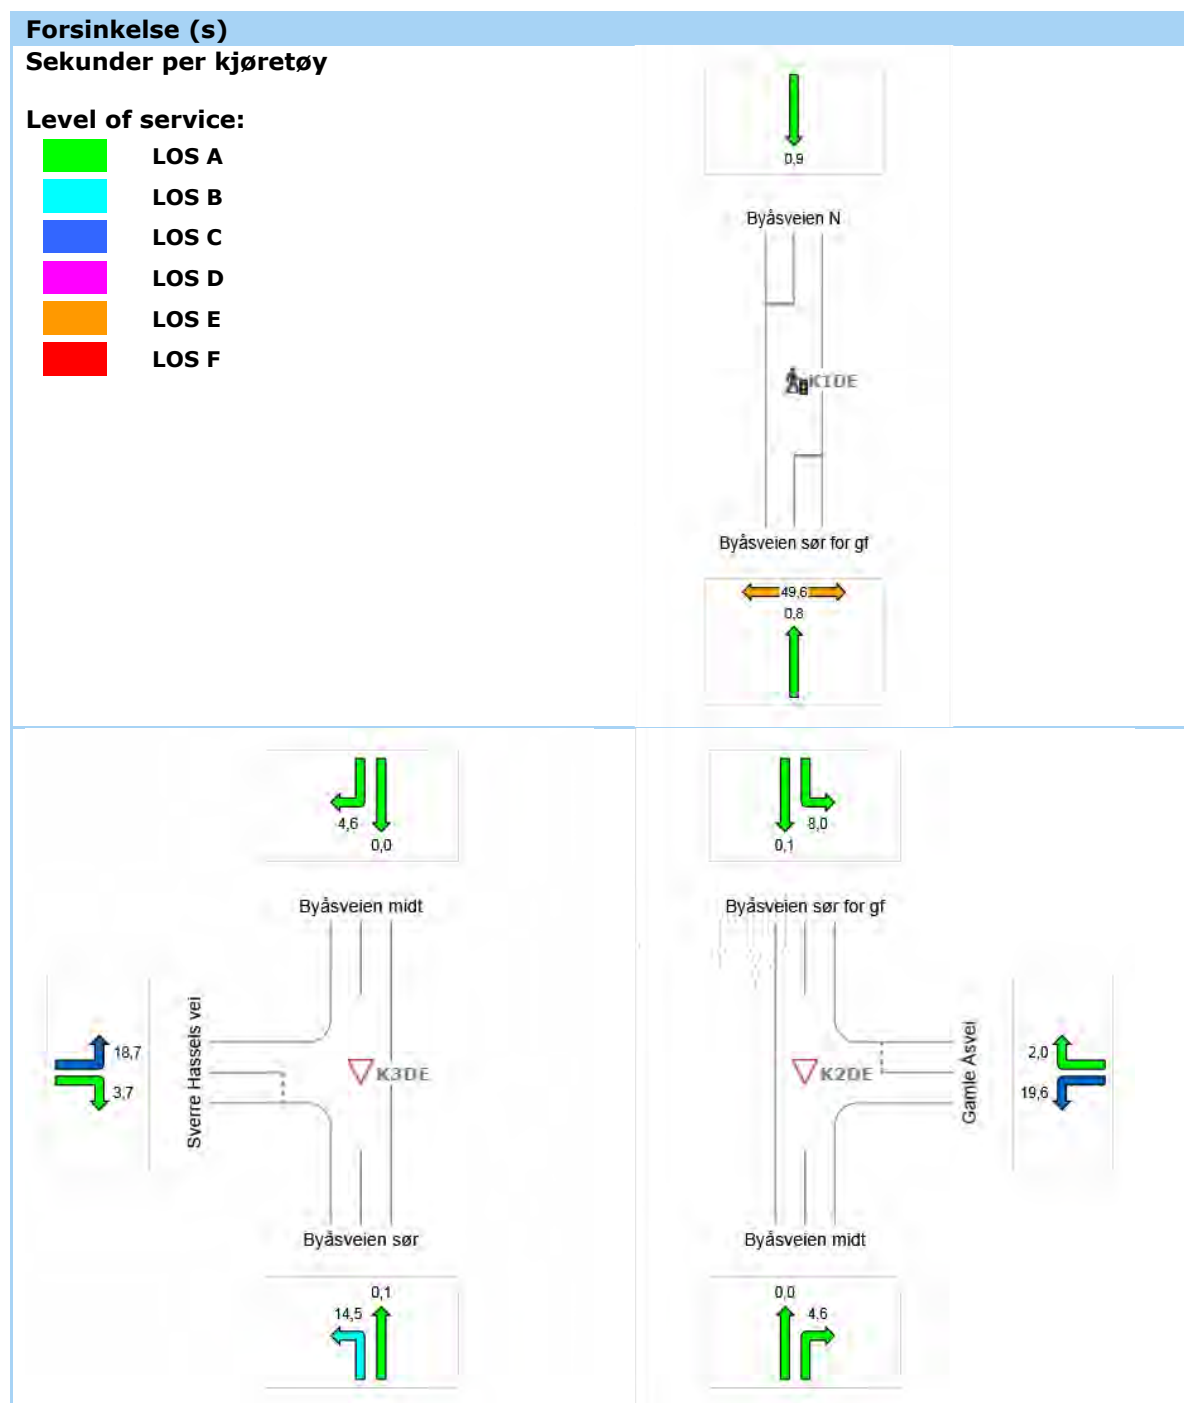 Forsinkelse (s)
Sekunder per kjøretøy
Level of service:
LOS A
LOS B
LOS C
LOS D
LOS E
LOS F
0,9
Byåsveien N
K1DE
Byåsveien sør for gf
49,6
0,8
4,6
0,0
Byåsveien midt
Sverre Hassels vei
18,7
3,7
K3DE
Byåsveien sør
14,5
0,1
8,0
0,1
Byåsveien sør for gf
K2DE
Gamle Åsvei
2,0
19,6
Byåsveien midt
0,0
4,6